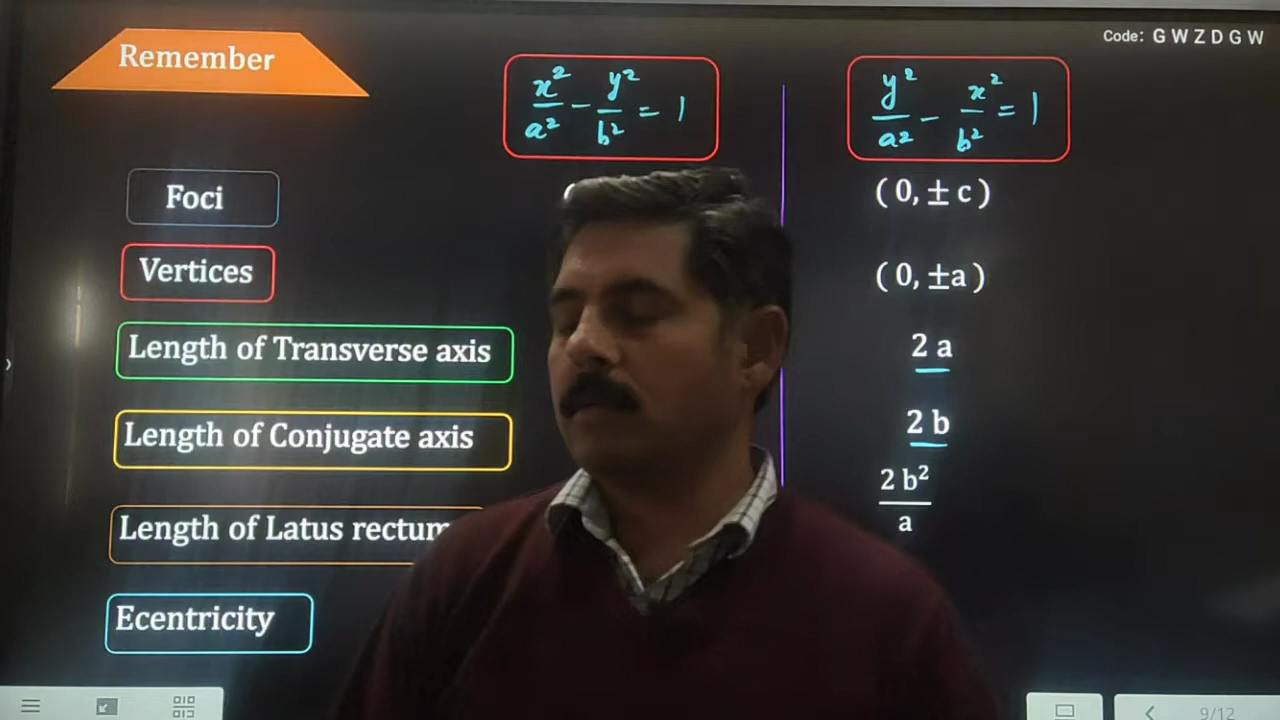 Remember
Code: G W Z D G W
x²/a² - y²/b² = 1
y²/a² - x²/b² = 1
Foci
( 0, ± c )
Vertices
( 0, ±a )
Length of Transverse axis
2 a
Length of Conjugate axis
2 b
Length of Latus rectum
2 b²
a
Ecentricity
9/12